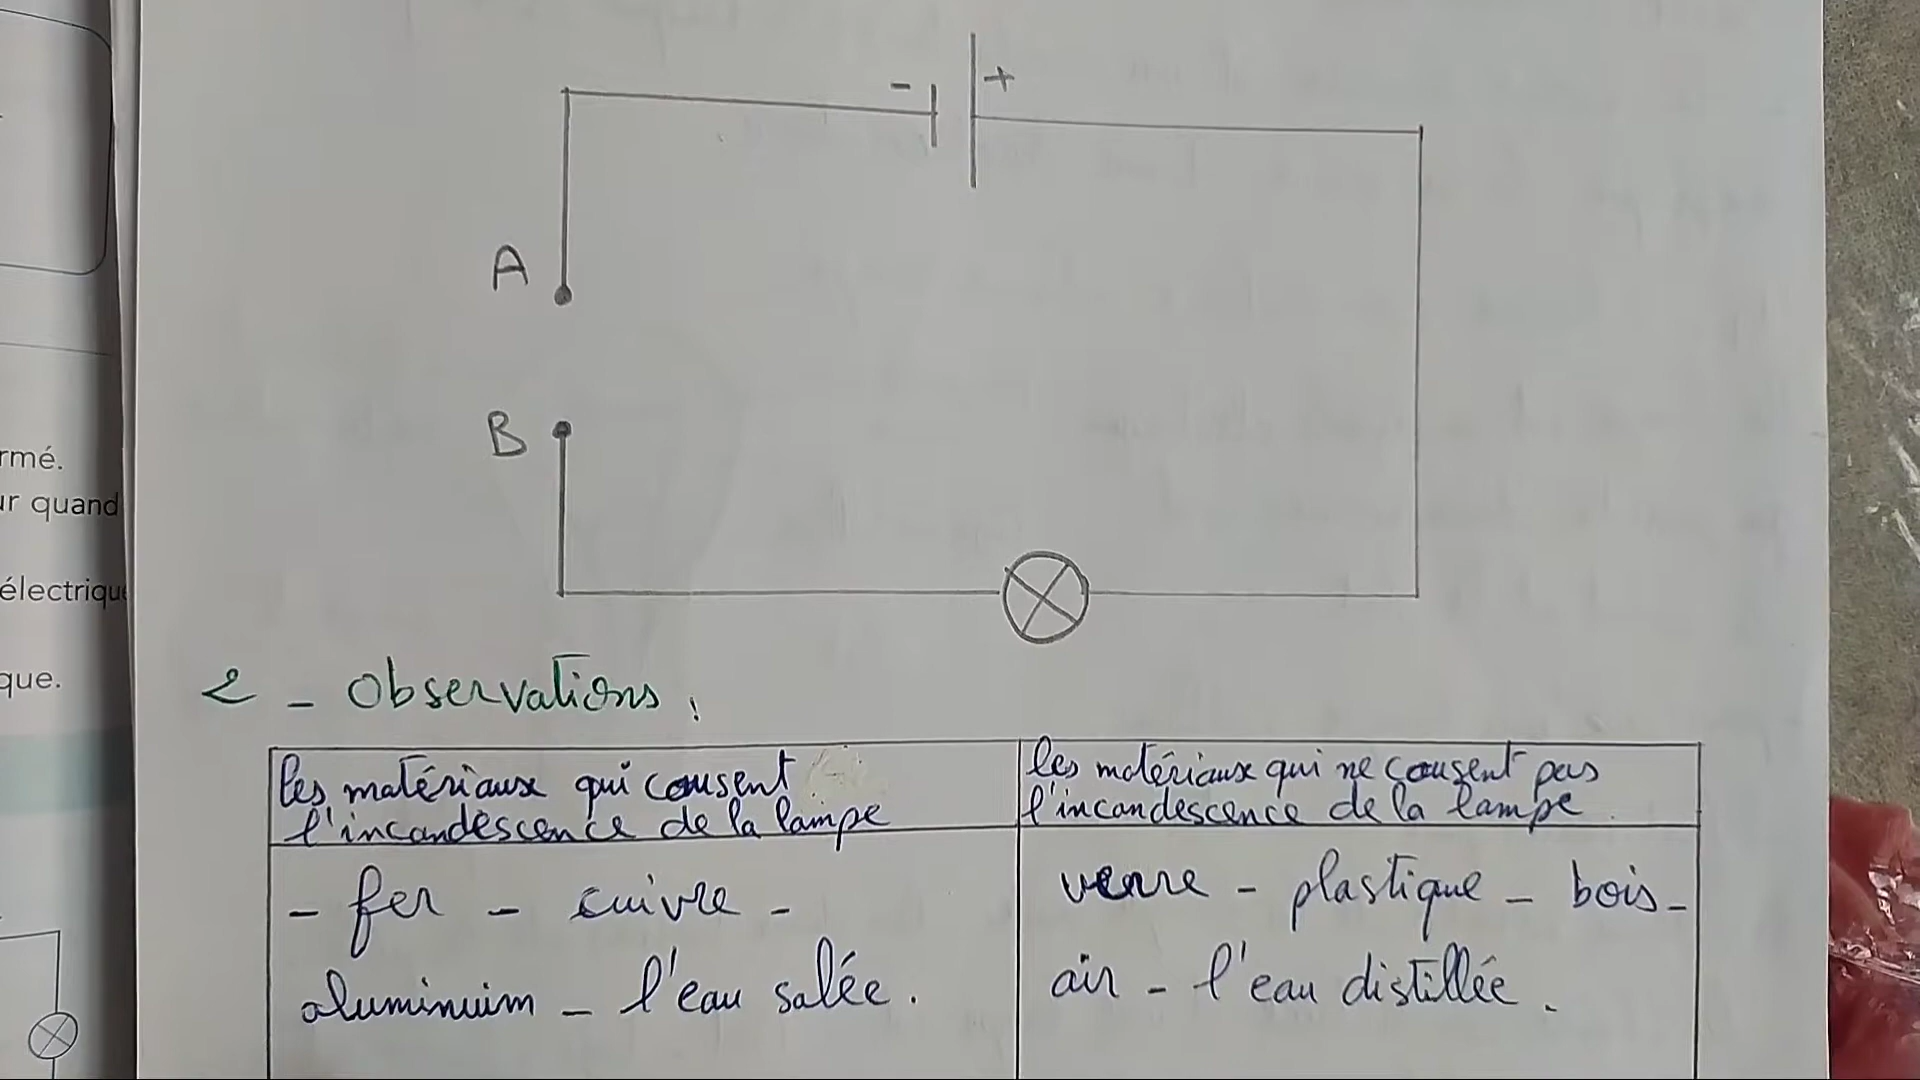 - +
A
B
rmé.
ur quand
électrique
que.
2 - Observations :
les matériaux qui causent
l'incandescence de la lampe
les matériaux qui ne causent pas
l'incandescence de la lampe.
- fer - cuivre -
aluminuim - l'eau salée.
verre - plastique - bois -
air - l'eau distillée.